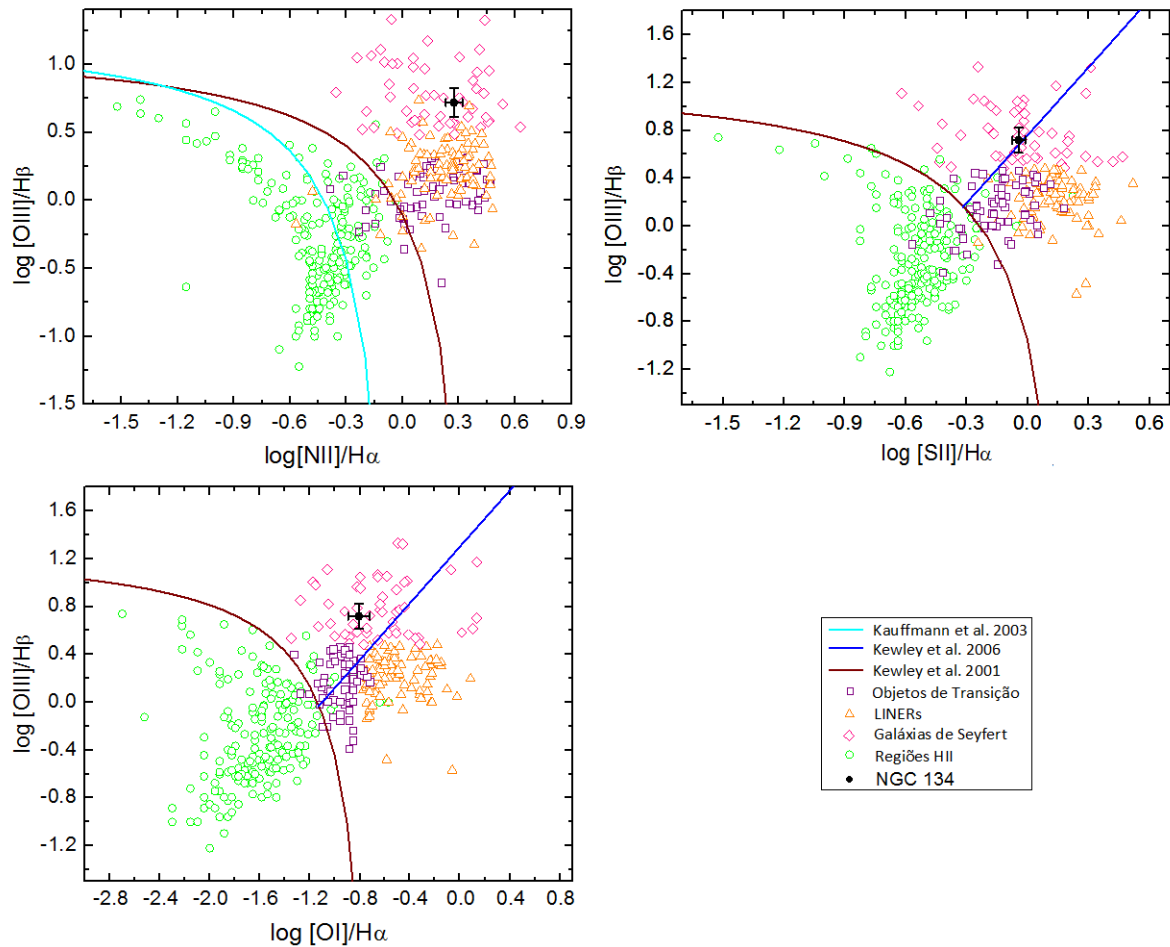 log [OIII]/Hβ
1.0
0.5
0.0
-0.5
-1.0
-1.5
-1.5 -1.2 -0.9 -0.6 -0.3 0.0 0.3 0.6 0.9
log[NII]/Hα
log [OIII]/Hβ
1.6
1.2
0.8
0.4
0.0
-0.4
-0.8
-1.2
-1.5 -1.2 -0.9 -0.6 -0.3 0.0 0.3 0.6
log [SII]/Hα
log [OIII]/Hβ
1.6
1.2
0.8
0.4
0.0
-0.4
-0.8
-1.2
-2.8 -2.4 -2.0 -1.6 -1.2 -0.8 -0.4 0.0 0.4 0.8
log [OI]/Hα
Kauffmann et al. 2003
Kewley et al. 2006
Kewley et al. 2001
Objetos de Transição
LINERs
Galáxias de Seyfert
Regiões HII
NGC 134